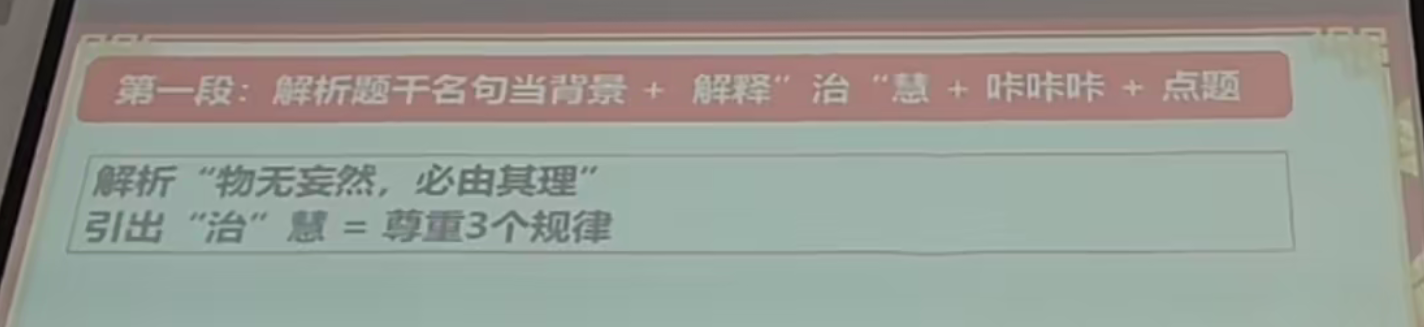 第一段：解析题干名句当背景 + 解释”治“慧 + 咔咔咔 + 点题
解析“物无妄然，必由其理”
引出“治”慧 = 尊重3个规律